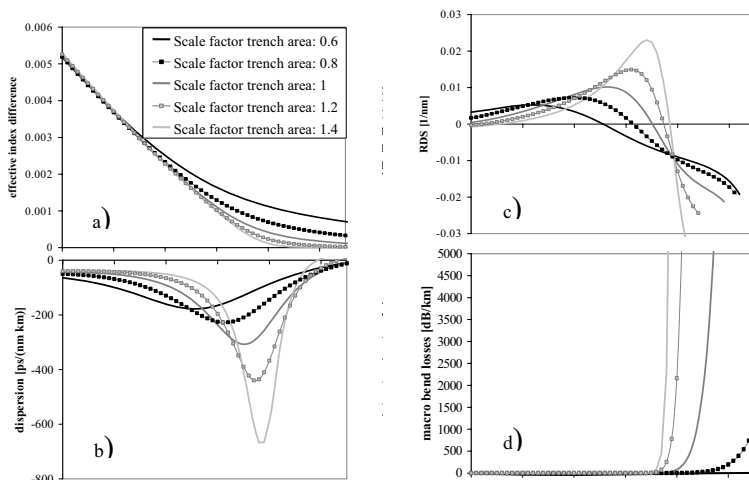 0.006
0.005
0.004
0.003
0.002
0.001
0
effective index difference
Scale factor trench area: 0.6
Scale factor trench area: 0.8
Scale factor trench area: 1
Scale factor trench area: 1.2
Scale factor trench area: 1.4
a)
0
-200
-400
-600
-800
dispersion [ps/(nm km)]
b)
0.03
0.02
0.01
0
-0.01
-0.02
-0.03
RDS [1/nm]
c)
5000
4500
4000
3500
3000
2500
2000
1500
1000
500
0
macro bend losses [dB/km]
d)